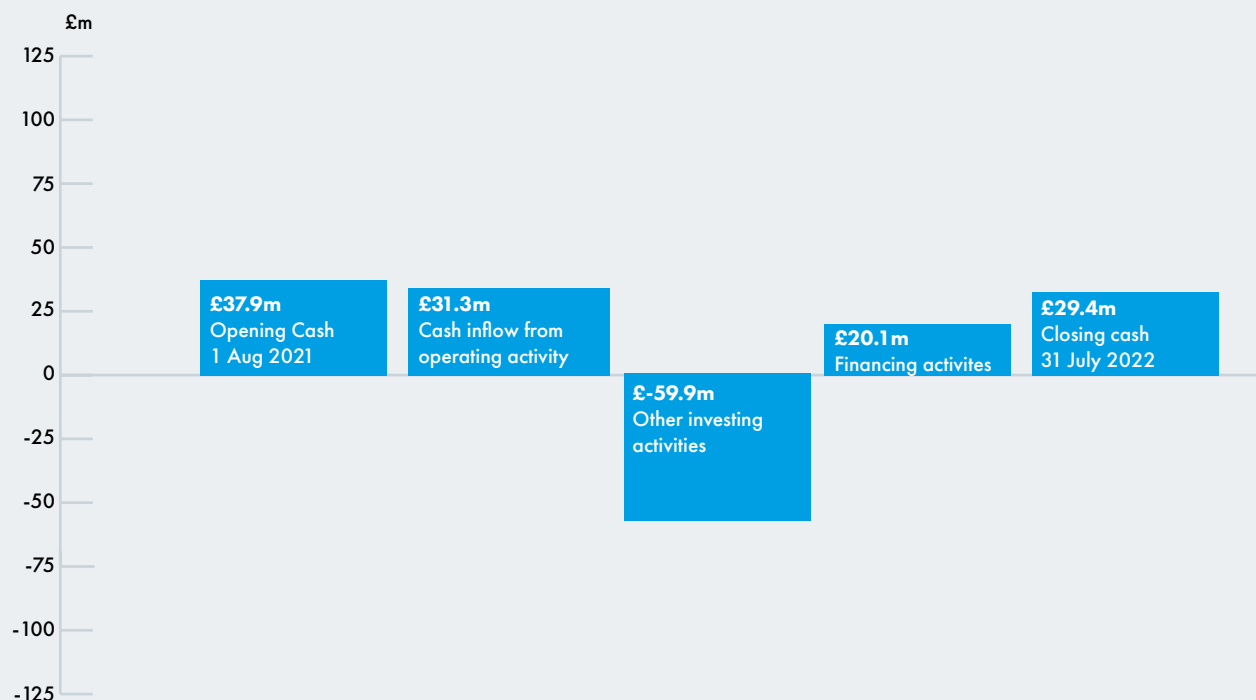 £m
125
100
75
50
25
0
-25
-50
-75
-100
-125
£37.9m
Opening Cash
1 Aug 2021
£31.3m
Cash inflow from
operating activity
£-59.9m
Other investing
activities
£20.1m
Financing activites
£29.4m
Closing cash
31 July 2022